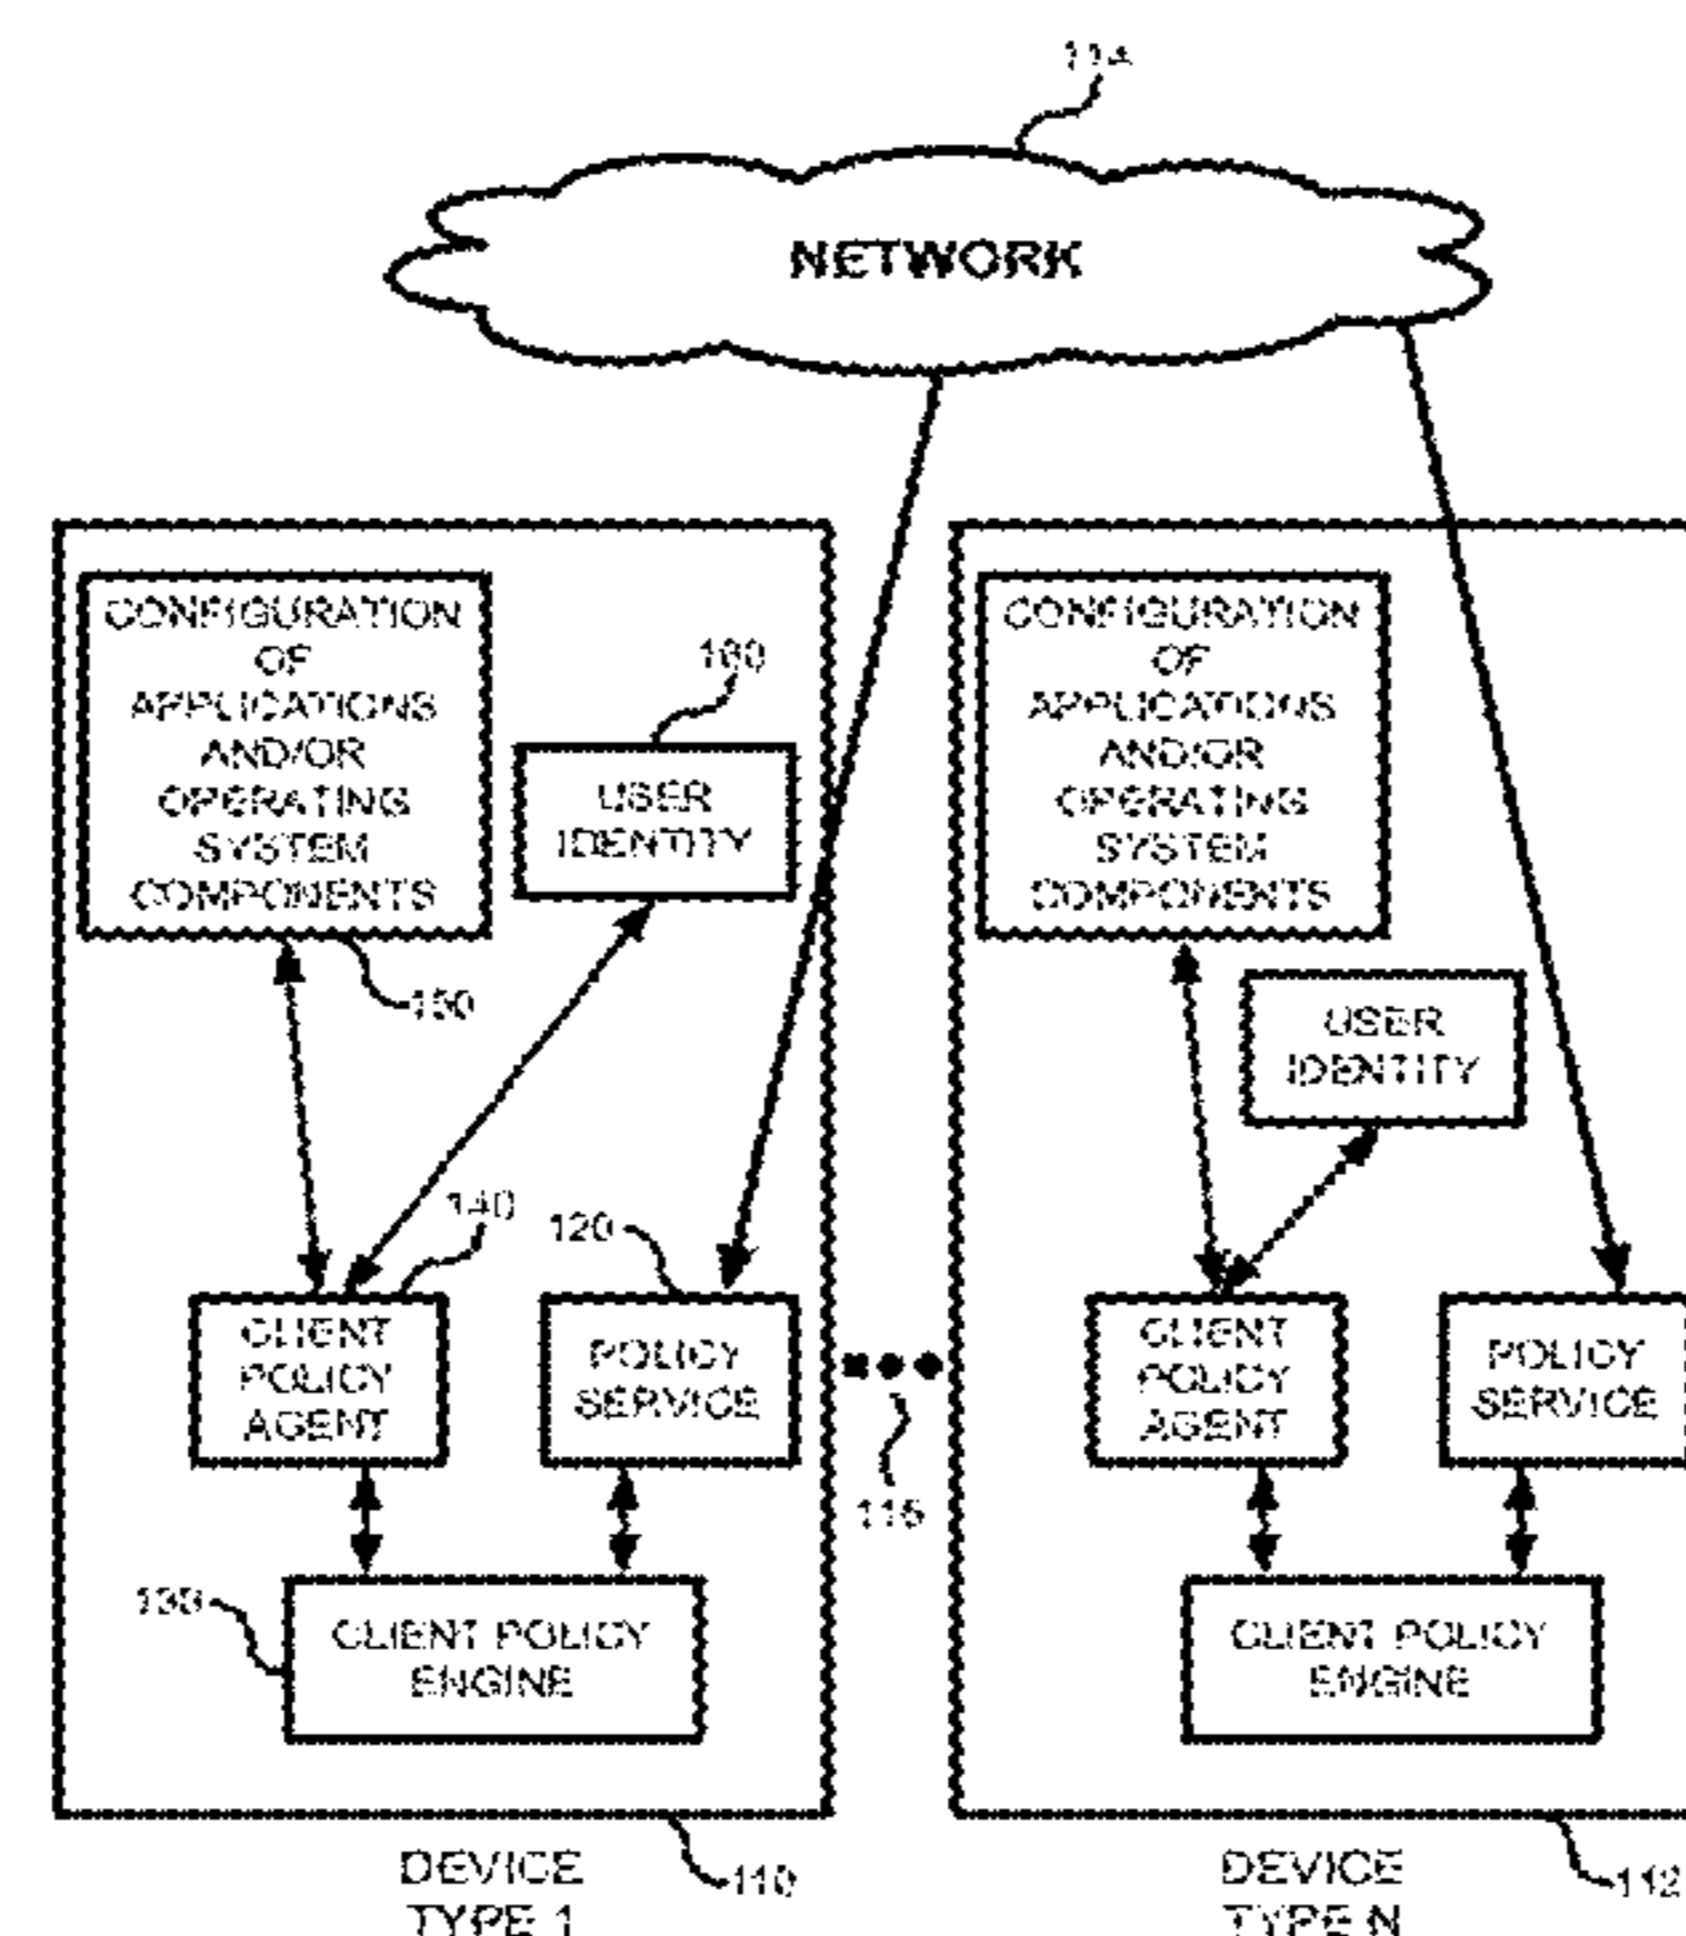 114
NETWORK
CONFIGURATION
OF
APPLICATIONS
AND/OR
OPERATING
SYSTEM
COMPONENTS
160
USER
IDENTITY
150
140
120
CLIENT
POLICY
AGENT
POLICY
SERVICE
130
CLIENT POLICY
ENGINE
110
DEVICE
TYPE 1
116
CONFIGURATION
OF
APPLICATIONS
AND/OR
OPERATING
SYSTEM
COMPONENTS
USER
IDENTITY
CLIENT
POLICY
AGENT
POLICY
SERVICE
CLIENT POLICY
ENGINE
112
DEVICE
TYPE N